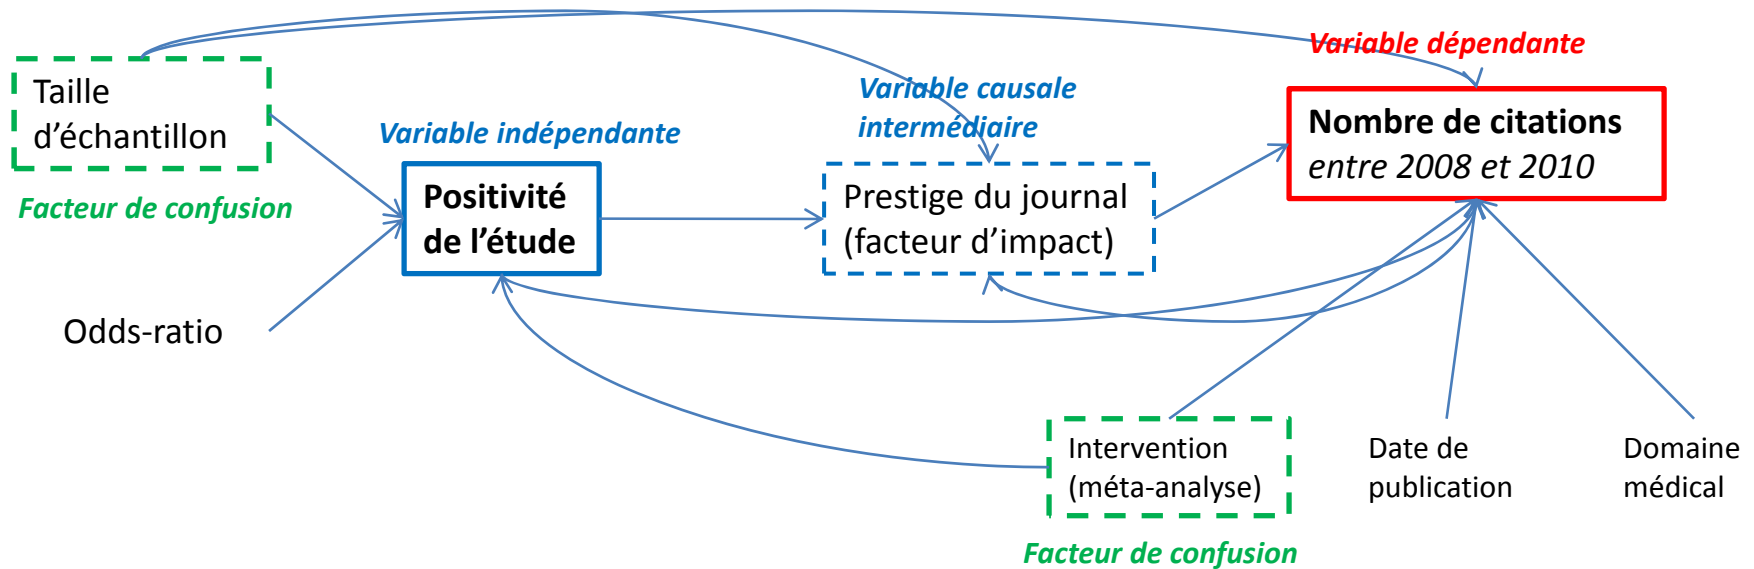 Variable dépendante
Taille
d'échantillon
Facteur de confusion
Variable indépendante
Variable causale
intermédiaire
Nombre de citations
entre 2008 et 2010
Positivité
de l'étude
Prestige du journal
(facteur d'impact)
Odds-ratio
Intervention
(méta-analyse)
Facteur de confusion
Date de
publication
Domaine
médical